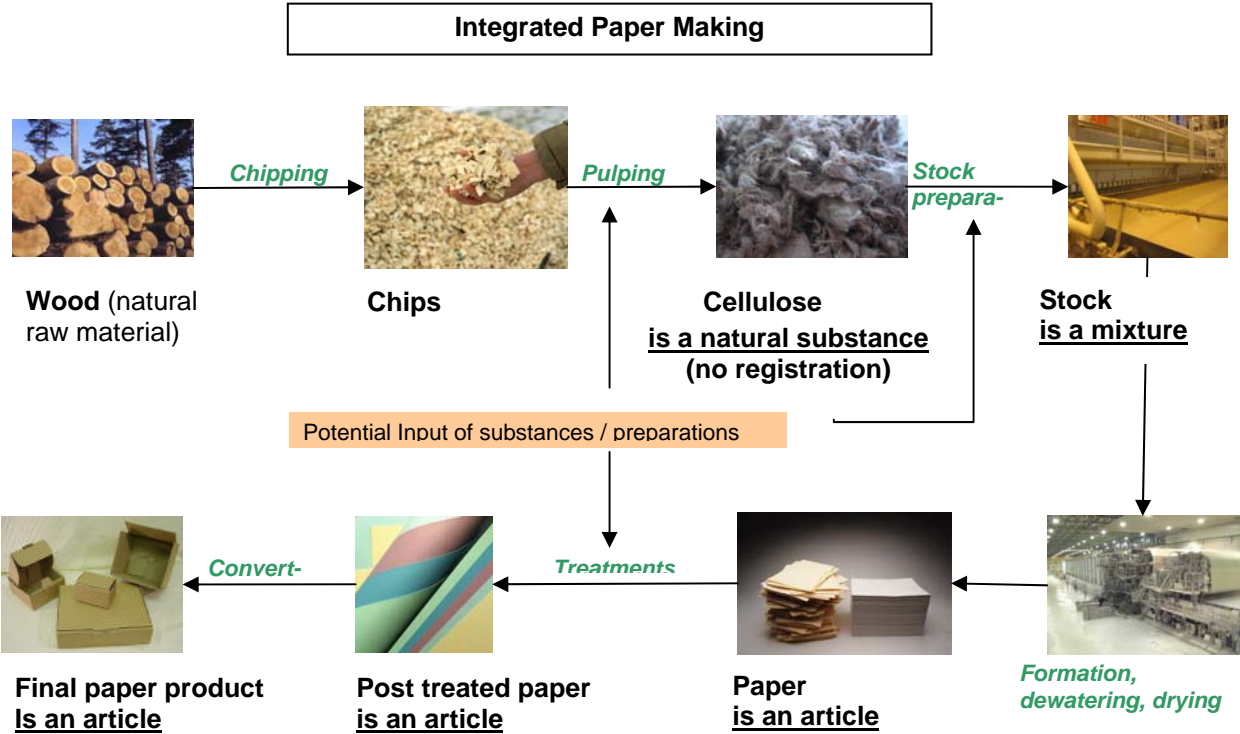 Integrated Paper Making
Chipping
Pulping
Stock
prepara-
Wood (natural
raw material)
Chips
Cellulose
is a natural substance
(no registration)
Stock
is a mixture
Potential Input of substances / preparations
Convert-
Treatments
Final paper product
Is an article
Post treated paper
is an article
Paper
is an article
Formation,
dewatering, drying